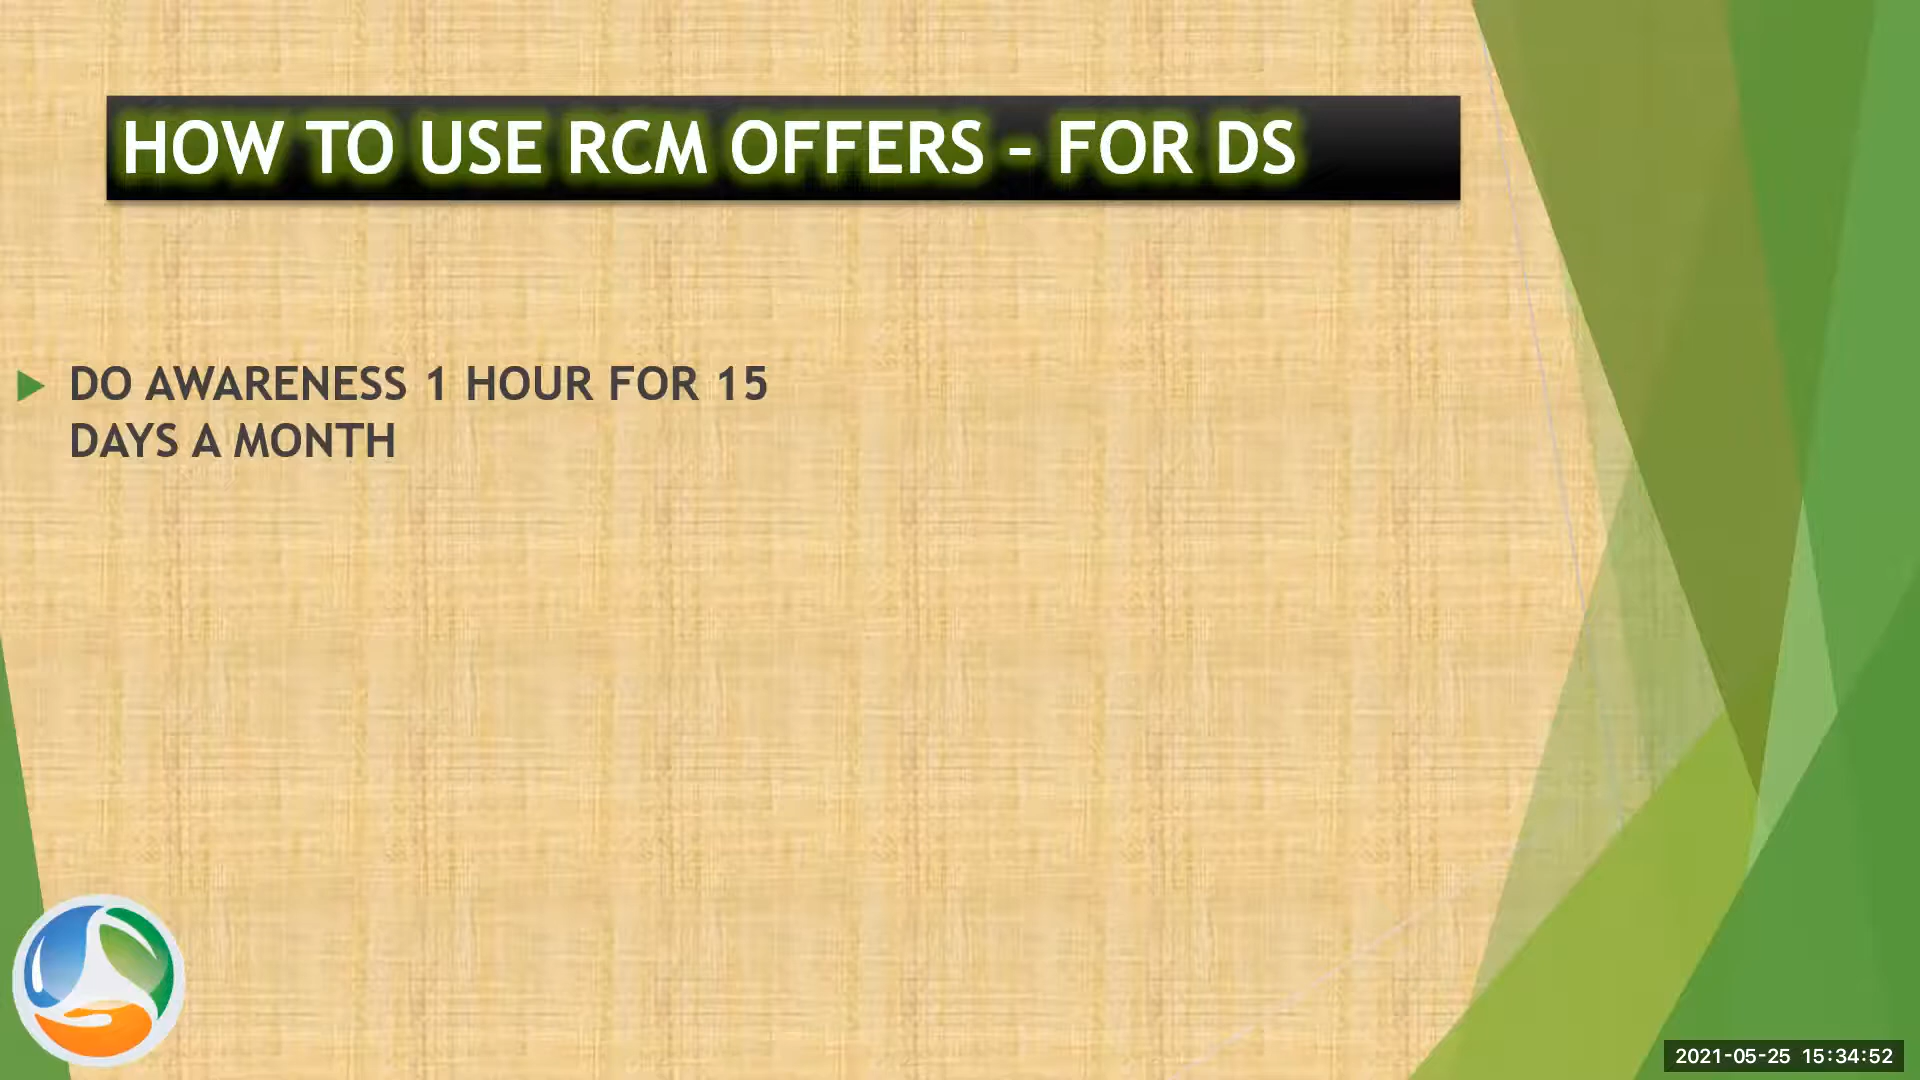 HOW TO USE RCM OFFERS – FOR DS
DO AWARENESS 1 HOUR FOR 15
DAYS A MONTH
2021-05-25 15:34:52